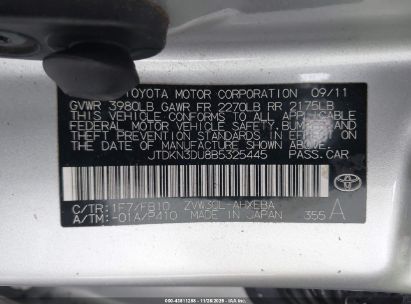 TOYOTA MOTOR CORPORATION 09/11
GVWR 3980LB GAWR FR 2270LB RR 2175LB
THIS VEHICLE CONFORMS TO ALL APPLICABLE
FEDERAL MOTOR VEHICLE SAFETY, BUMPER AND
THEFT PREVENTION STANDARDS IN EFFECT ON
THE DATE OF MANUFACTURE SHOWN ABOVE.
JTDKN3DU8B5325445 PASS.CAR
C/TR:1F7/FB10 ZVW30L-AHXEBA
A/TM:-01A/P410 MADE IN JAPAN 355 A
TOYOTA